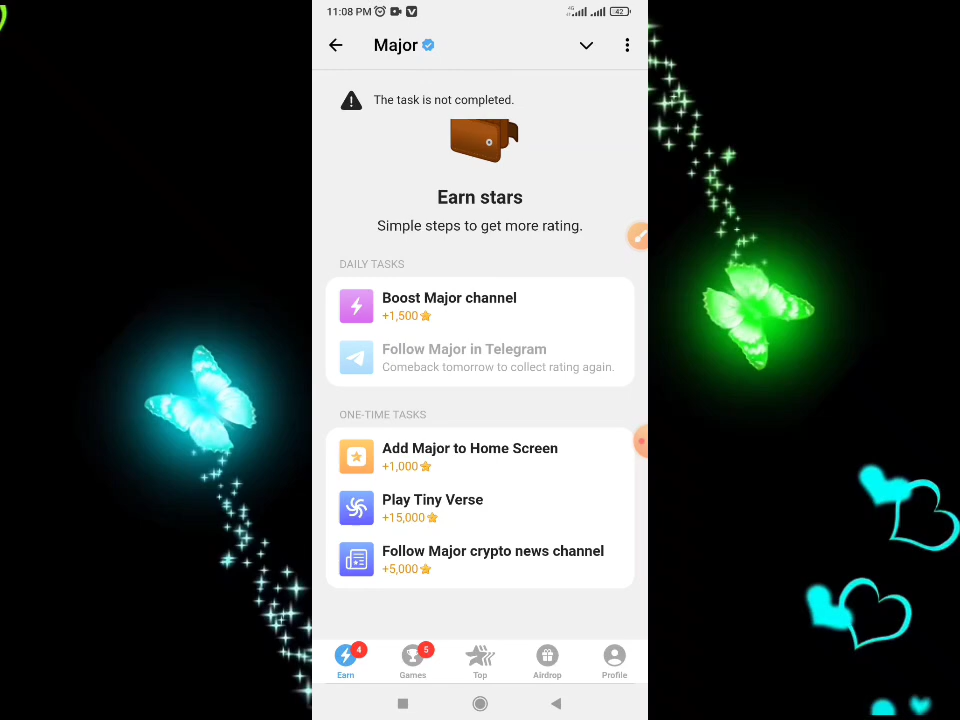 11:08 PM 4G 42
Major
The task is not completed.
Earn stars
Simple steps to get more rating.
DAILY TASKS
Boost Major channel
+1,500
Follow Major in Telegram
Comeback tomorrow to collect rating again.
ONE-TIME TASKS
Add Major to Home Screen
+1,000
Play Tiny Verse
+15,000
Follow Major crypto news channel
+5,000
4 5
Earn Games Top Airdrop Profile